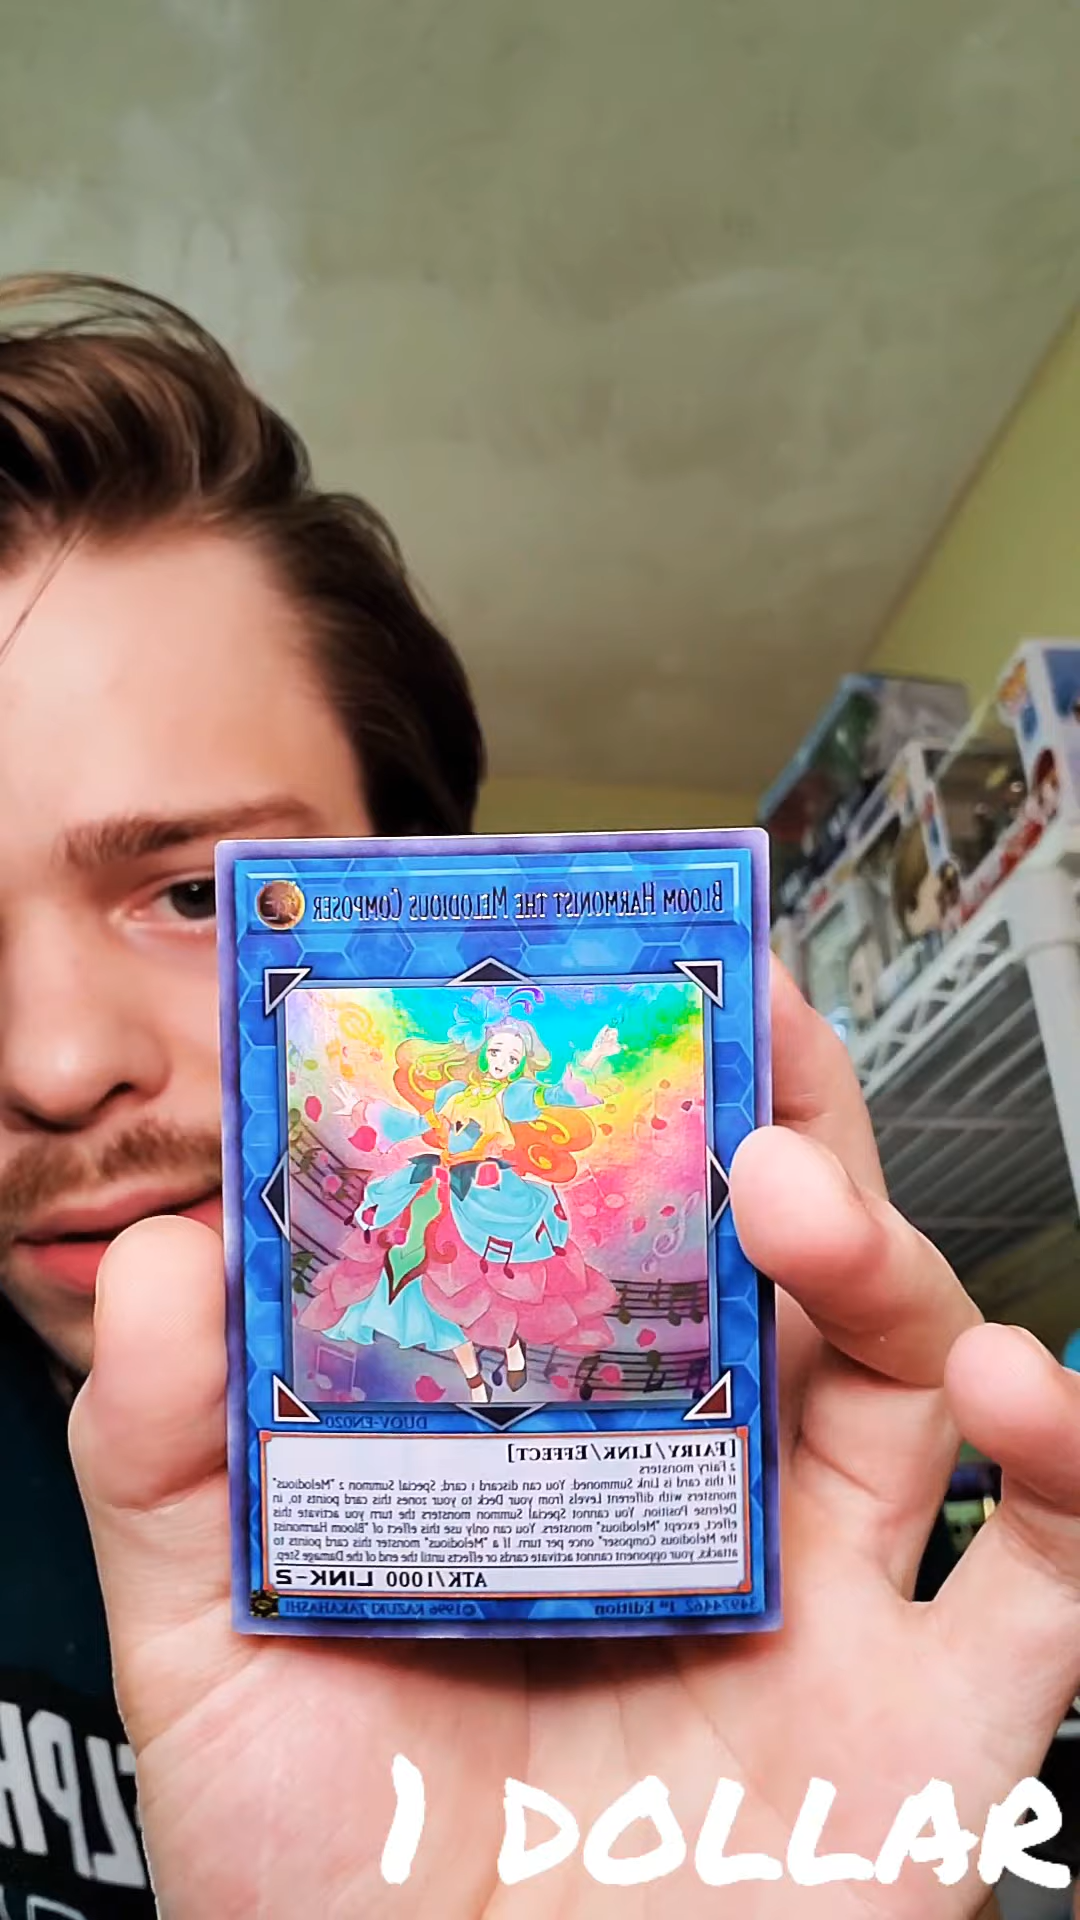 BLOOM HARMONIST THE MELODIOUS COMPOSER
DUOV-EN020
[FAIRY/LINK/EFFECT]
2 Fairy monsters
If this card is Link Summoned: You can discard 1 card; Special Summon 2 "Melodious"
monsters with different Levels from your Deck to your zones this card points to, in
Defense Position. You cannot Special Summon monsters the turn you activate this
effect, except "Melodious" monsters. You can only use this effect of "Bloom Harmonist
the Melodious Composer" once per turn. If a "Melodious" monster this card points to
attacks, your opponent cannot activate cards or effects until the end of the Damage Step.
ATK/1000 LINK-2
34974462 1st Edition ©1996 KAZUKI TAKAHASHI
1 DOLLAR